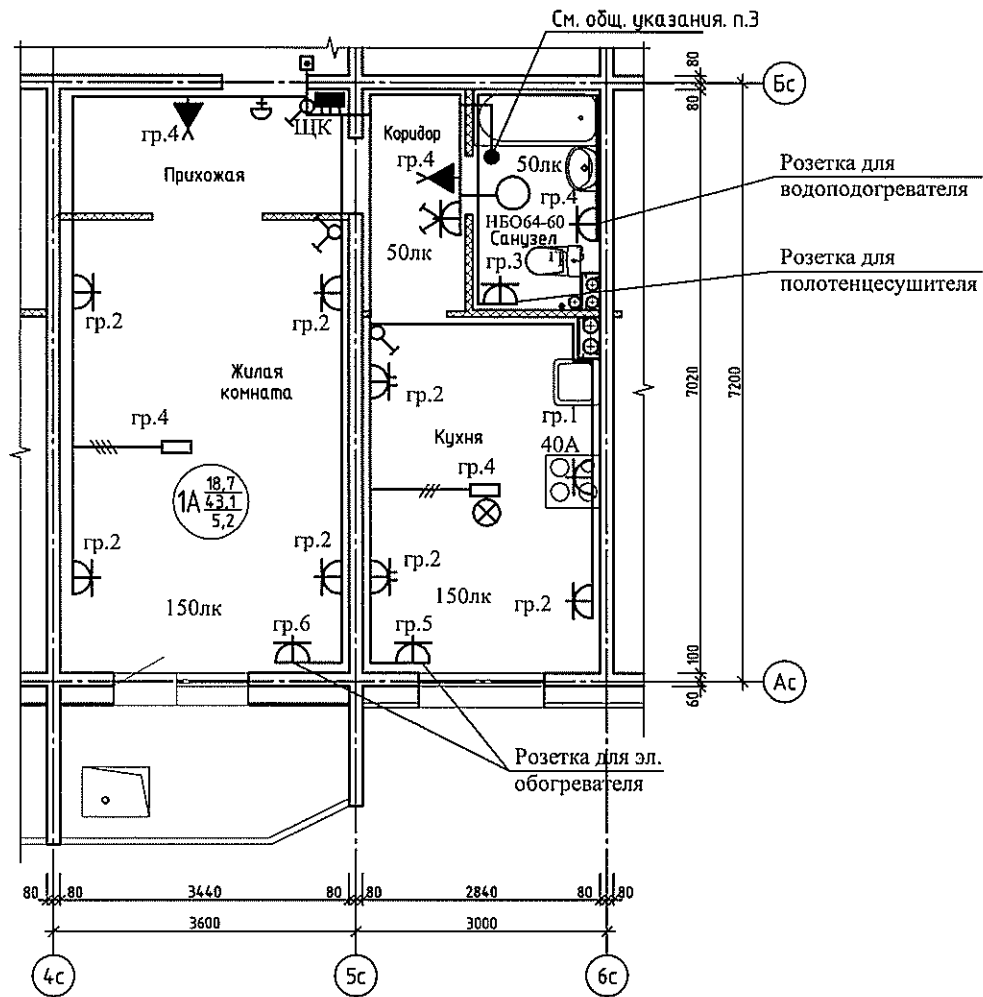 См. общ. указания. п.3
80
80
Бс
гр.4
ЩК
Прихожая
Коридор
гр.4
50лк
гр.4
НБО64-60
Санузел
гр.3
50лк
Розетка для
водоподогревателя
Розетка для
полотенцесушителя
гр.2
гр.2
Жилая
комната
гр.2
гр.1
40А
7020
7200
гр.4
Кухня
гр.4
1А
18,7
43,1
5,2
гр.2
гр.2
гр.2
гр.2
150лк
150лк
гр.6
гр.5
100
60
Ас
Розетка для эл.
обогревателя
80
80
3440
80
80
2840
80
80
3600
3000
4с
5с
6с